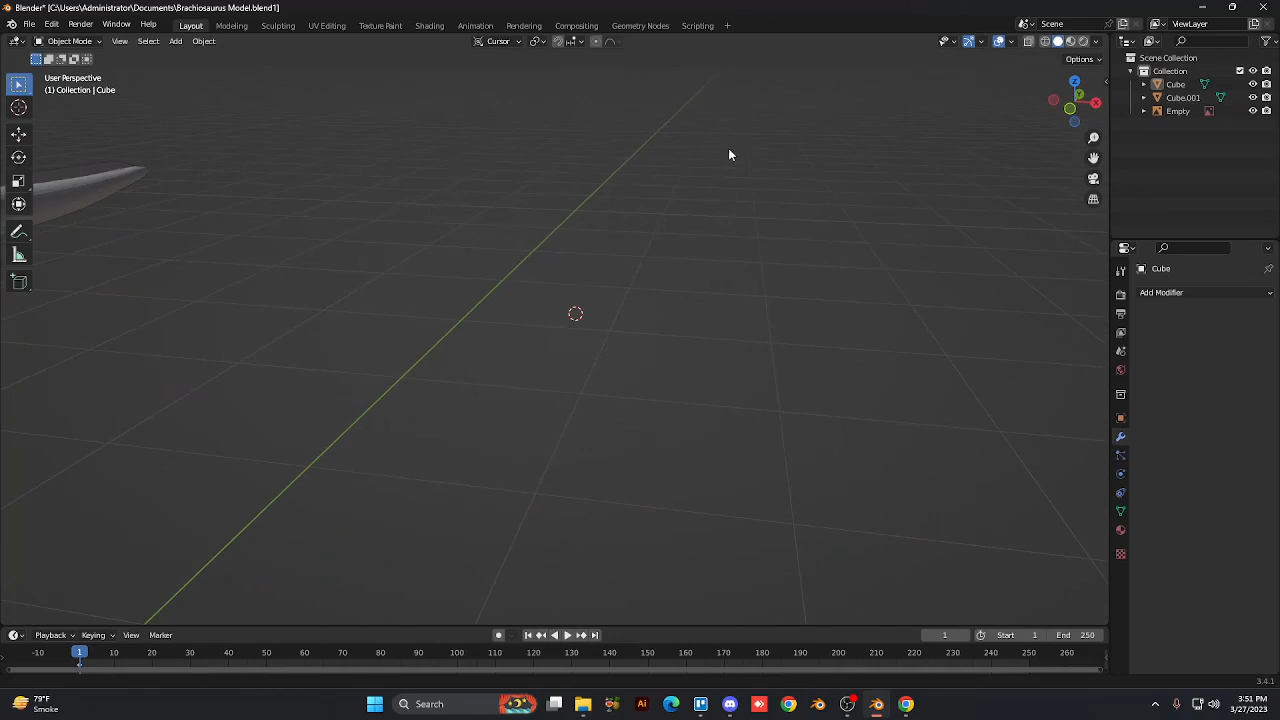 Blender* [C:\Users\Administrator\Documents\Brachiosaurus Model.blend1]
File Edit Render Window Help Layout Modeling Sculpting UV Editing Texture Paint Shading Animation Rendering Compositing Geometry Nodes Scripting + Scene ViewLayer
Object Mode View Select Add Object Cursor
Options
User Perspective
(1) Collection | Cube
Z
Y
X
Scene Collection
Collection
Cube
Cube.001
Empty
Cube
Add Modifier
Playback Keying View Marker 1 Start 1 End 250
-10 1 10 20 30 40 50 60 70 80 90 100 110 120 130 140 150 160 170 180 190 200 210 220 230 240 250 260
3.4.1
79°F
Smoke
Search
Ai
3:51 PM
3/27/2023